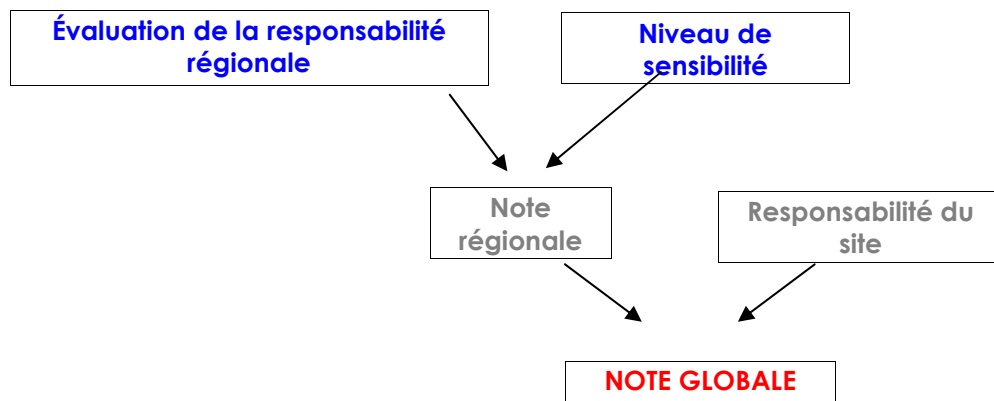 Évaluation de la responsabilité
régionale
Niveau de
sensibilité
Note
régionale
Responsabilité du
site
NOTE GLOBALE